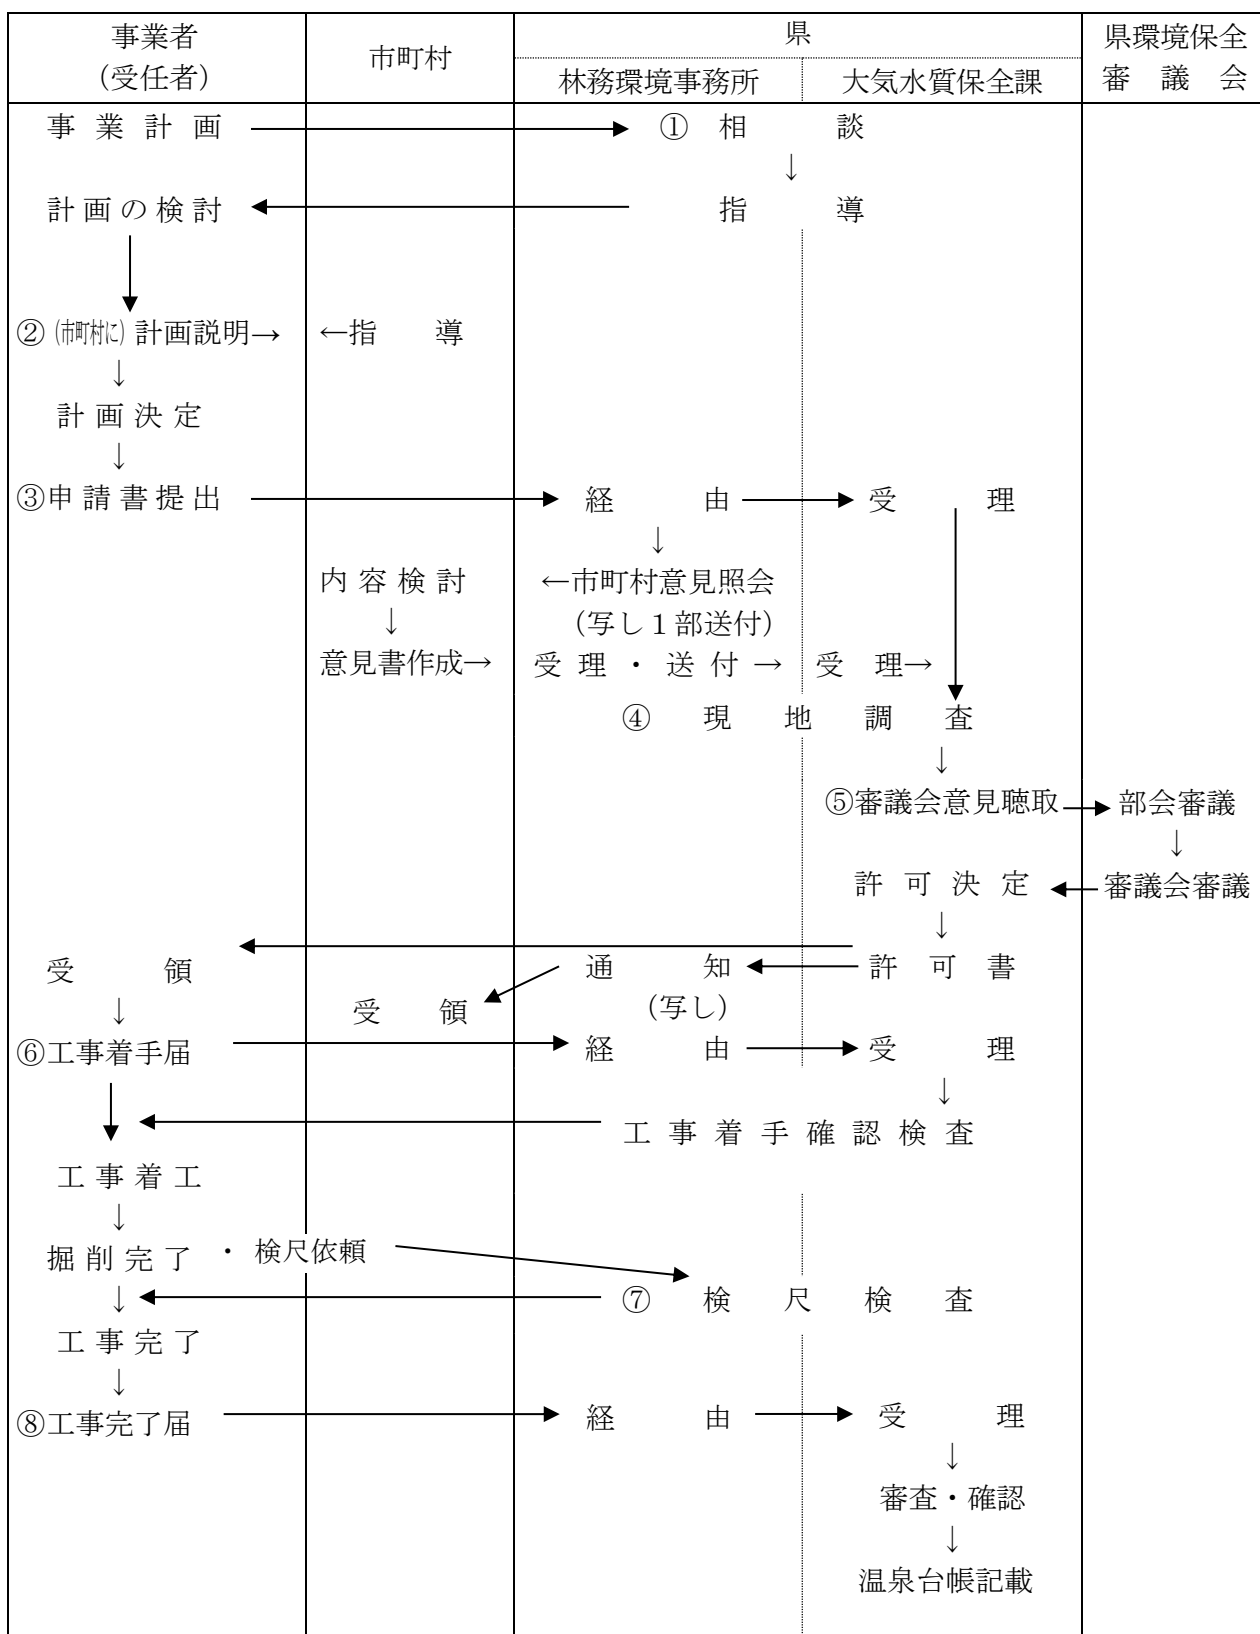 事業者 市町村 県 県環境保全
(受任者) 林務環境事務所 大気水質保全課 審議会
事業計画 → ①相談
↓
計画の検討 ← 指導
↓
②(市町村に)計画説明→ ←指導
↓
計画決定
↓
③申請書提出 → 経由 → 受理
↓
内容検討 ←市町村意見照会
↓ (写し1部送付)
意見書作成→ 受理・送付→ 受理→
④現地調査
↓
⑤審議会意見聴取 → 部会審議
↓
許可決定 ← 審議会審議
↓
受領 通知 ← 許可書
↓ 受領 (写し)
⑥工事着手届 → 経由 → 受理
↓
← 工事着手確認検査
工事着工
↓
掘削完了・検尺依頼
↓ ← ⑦検尺検査
工事完了
↓
⑧工事完了届 → 経由 → 受理
↓
審査・確認
↓
温泉台帳記載